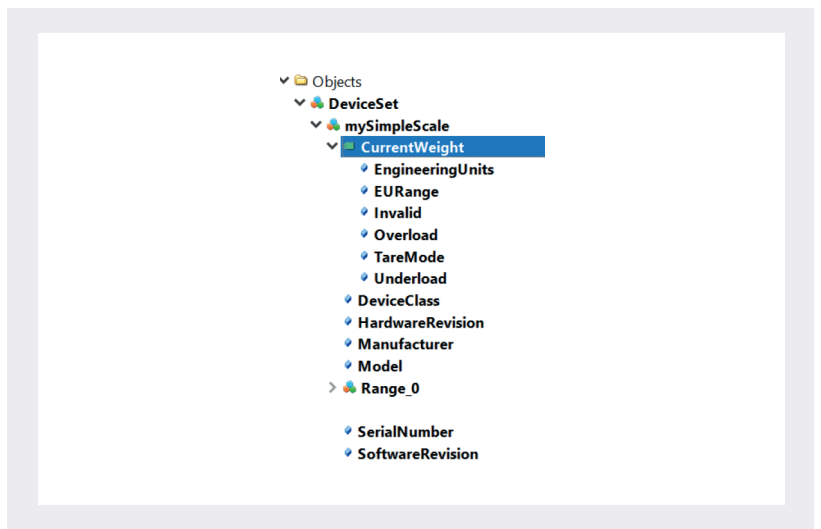 Objects
DeviceSet
mySimpleScale
CurrentWeight
EngineeringUnits
EURange
Invalid
Overload
TareMode
Underload
DeviceClass
HardwareRevision
Manufacturer
Model
Range_0
SerialNumber
SoftwareRevision